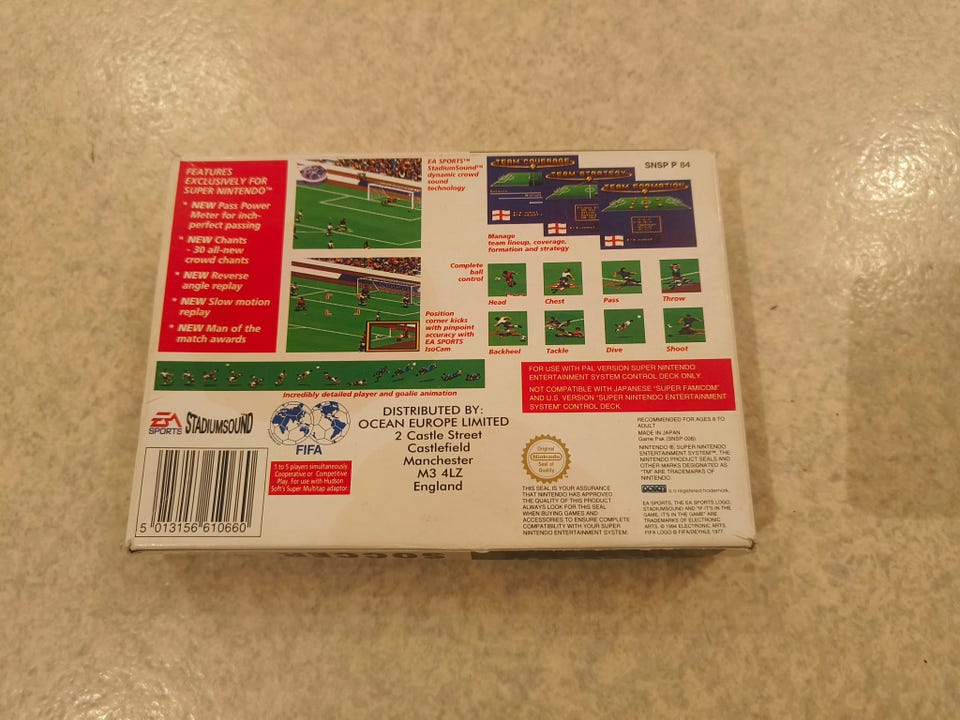 FEATURES
EXCLUSIVELY FOR
SUPER NINTENDO™
* NEW Pass Power
Meter for inch-
perfect passing
* NEW Chants
- 30 all-new
crowd chants
* NEW Reverse
angle replay
* NEW Slow motion
replay
* NEW Man of the
match awards
EA SPORTS™
StadiumSound™
dynamic crowd
sound
technology
TEAM COVERAGE
TEAM STRATEGY
TEAM FORMATION
SNSP P 84
Manage
team lineup, coverage,
formation and strategy
Complete
ball
control
Head
Chest
Pass
Throw
Backheel
Tackle
Dive
Shoot
Position
corner kicks
with pinpoint
accuracy with
EA SPORTS
IsoCam
Incredibly detailed player and goalie animation
FOR USE WITH PAL VERSION SUPER NINTENDO
ENTERTAINMENT SYSTEM CONTROL DECK ONLY.
NOT COMPATIBLE WITH JAPANESE "SUPER FAMICOM"
AND U.S. VERSION "SUPER NINTENDO ENTERTAINMENT
SYSTEM" CONTROL DECK
EA
SPORTS
STADIUMSOUND
FIFA
DISTRIBUTED BY:
OCEAN EUROPE LIMITED
2 Castle Street
Castlefield
Manchester
M3 4LZ
England
1 to 5 players simultaneously.
Cooperative or Competitive
Play. For use with Hudson
Soft's Super Multitap adaptor
5 013156 610660
Original
Nintendo
Seal of
Quality
THIS SEAL IS YOUR ASSURANCE
THAT NINTENDO HAS APPROVED
THE QUALITY OF THIS PRODUCT.
ALWAYS LOOK FOR THIS SEAL
WHEN BUYING GAMES AND
ACCESSORIES TO ENSURE COMPLETE
COMPATIBILITY WITH YOUR SUPER
NINTENDO ENTERTAINMENT SYSTEM.
RECOMMENDED FOR AGES 8 TO
ADULT
MADE IN JAPAN
Game Pak (SNSP-006)
NINTENDO ®, SUPER NINTENDO
ENTERTAINMENT SYSTEM™, THE
NINTENDO PRODUCT SEALS AND
OTHER MARKS DESIGNATED AS
"TM" ARE TRADEMARKS OF
NINTENDO.
is a registered trademark.
EA SPORTS, THE EA SPORTS LOGO,
STADIUMSOUND AND "IF IT'S IN THE
GAME, IT'S IN THE GAME" ARE
TRADEMARKS OF ELECTRONIC
ARTS. © 1994 ELECTRONIC ARTS.
FIFA LOGO © FIFA/DEYHLE 1977.
SOCCER